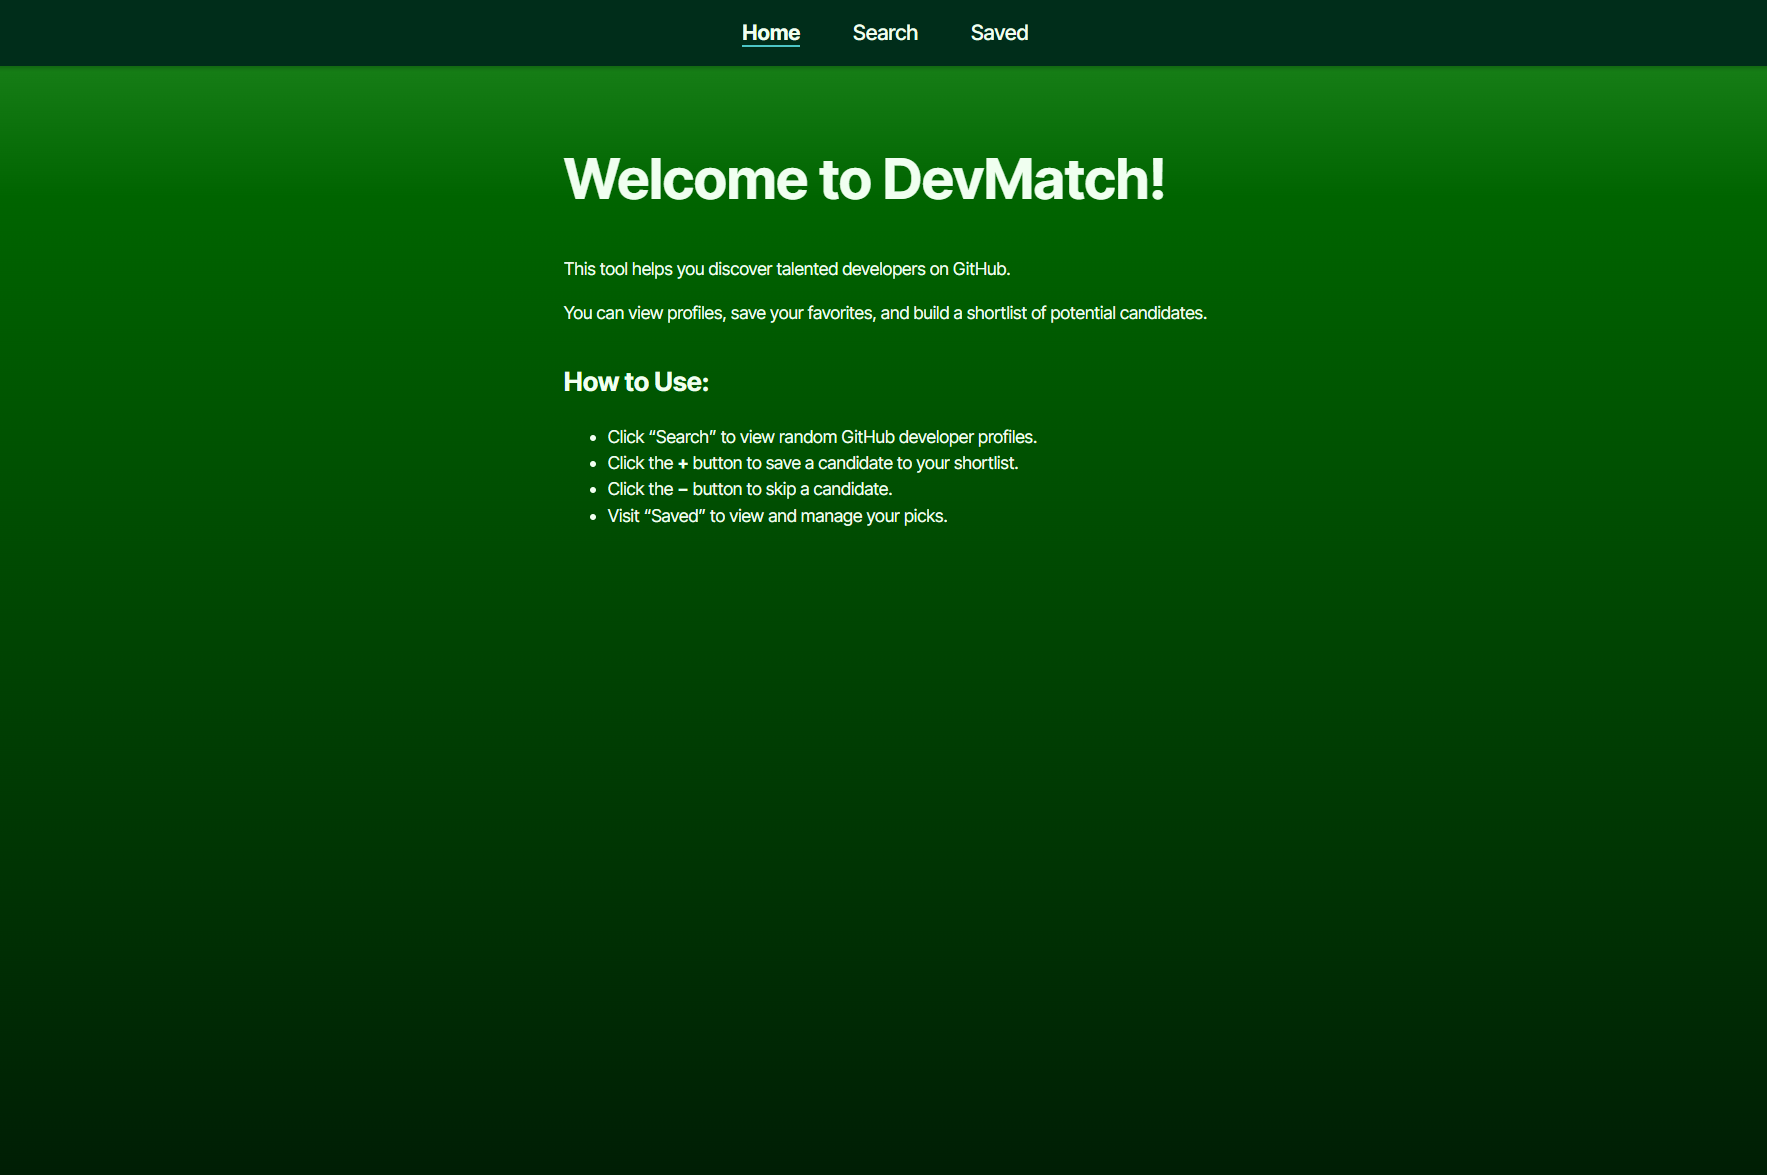 Home Search Saved
Welcome to DevMatch!
This tool helps you discover talented developers on GitHub.
You can view profiles, save your favorites, and build a shortlist of potential candidates.
How to Use:
• Click “Search” to view random GitHub developer profiles.
• Click the + button to save a candidate to your shortlist.
• Click the – button to skip a candidate.
• Visit “Saved” to view and manage your picks.